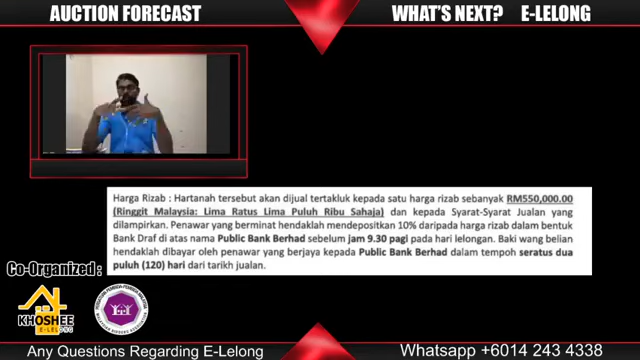 AUCTION FORECAST
WHAT'S NEXT? E-LELONG
Harga Rizab : Hartanah tersebut akan dijual tertakluk kepada satu harga rizab sebanyak RM550,000.00
(Ringgit Malaysia: Lima Ratus Lima Puluh Ribu Sahaja) dan kepada Syarat-Syarat Jualan yang
dilampirkan. Penawar yang berminat hendaklah mendepositkan 10% daripada harga rizab dalam bentuk
Bank Draf di atas nama Public Bank Berhad sebelum jam 9.30 pagi pada hari lelongan. Baki wang belian
hendaklah dibayar oleh penawar yang berjaya kepada Public Bank Berhad dalam tempoh seratus dua
puluh (120) hari dari tarikh jualan.
Co-Organized :
KHOSHEE
E-LELONG
Any Questions Regarding E-Lelong
Whatsapp +6014 243 4338